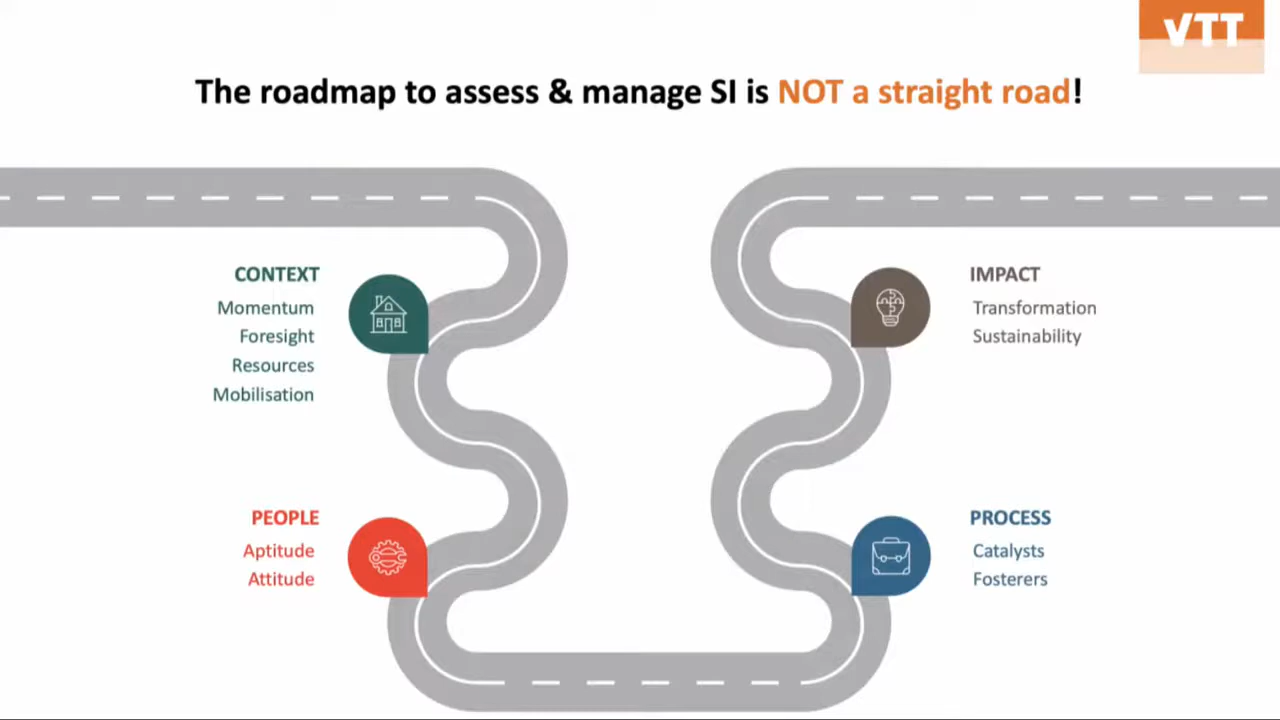 VTT
The roadmap to assess & manage SI is NOT a straight road!
CONTEXT
Momentum
Foresight
Resources
Mobilisation
PEOPLE
Aptitude
Attitude
IMPACT
Transformation
Sustainability
PROCESS
Catalysts
Fosterers